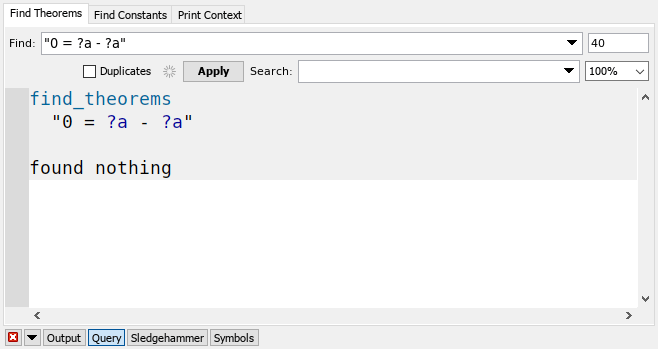 Find Theorems Find Constants Print Context
Find: "0 = ?a - ?a" 40
Duplicates Apply Search: 100%
find_theorems
"0 = ?a - ?a"
found nothing
Output Query Sledgehammer Symbols